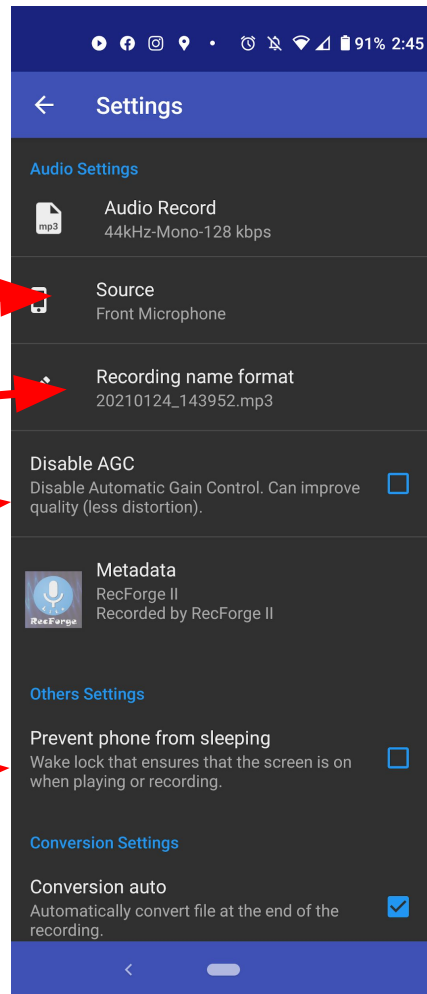 91% 2:45
Settings
Audio Settings
mp3
Audio Record
44kHz-Mono-128 kbps
Source
Front Microphone
Recording name format
20210124_143952.mp3
Disable AGC
Disable Automatic Gain Control. Can improve
quality (less distortion).
Metadata
RecForge II
Recorded by RecForge II
RecForge
Others Settings
Prevent phone from sleeping
Wake lock that ensures that the screen is on
when playing or recording.
Conversion Settings
Conversion auto
Automatically convert file at the end of the
recording.